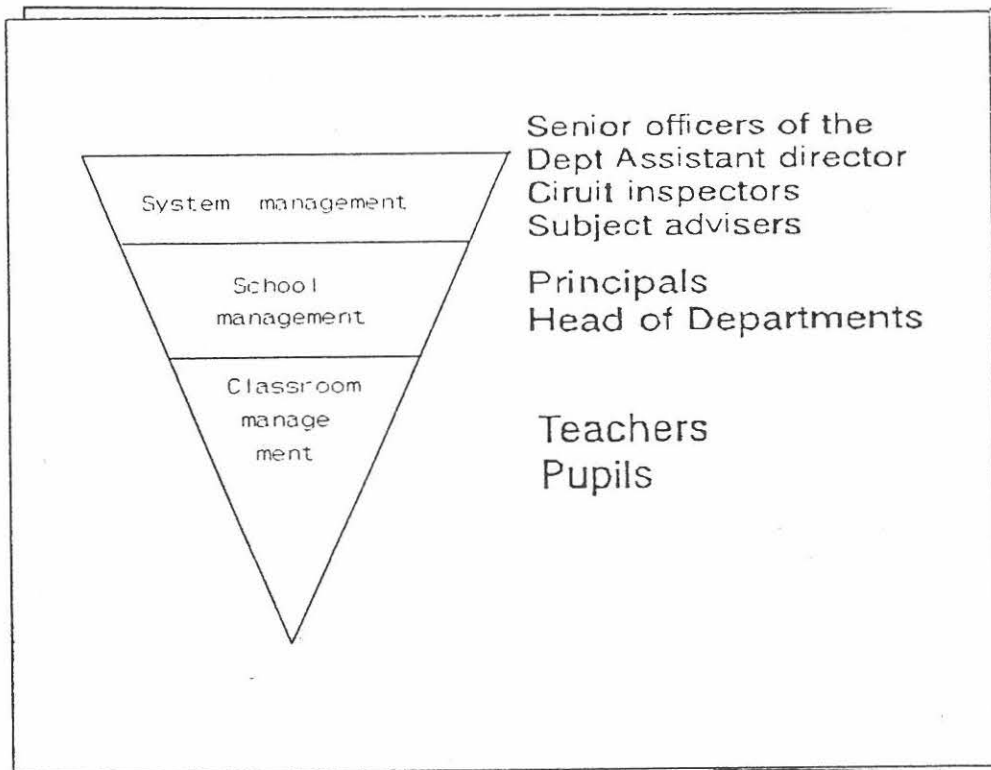 Senior officers of the
Dept Assistant director
Ciruit inspectors
Subject advisers
System management
Principals
Head of Departments
School
management
Classroom
manage
ment
Teachers
Pupils